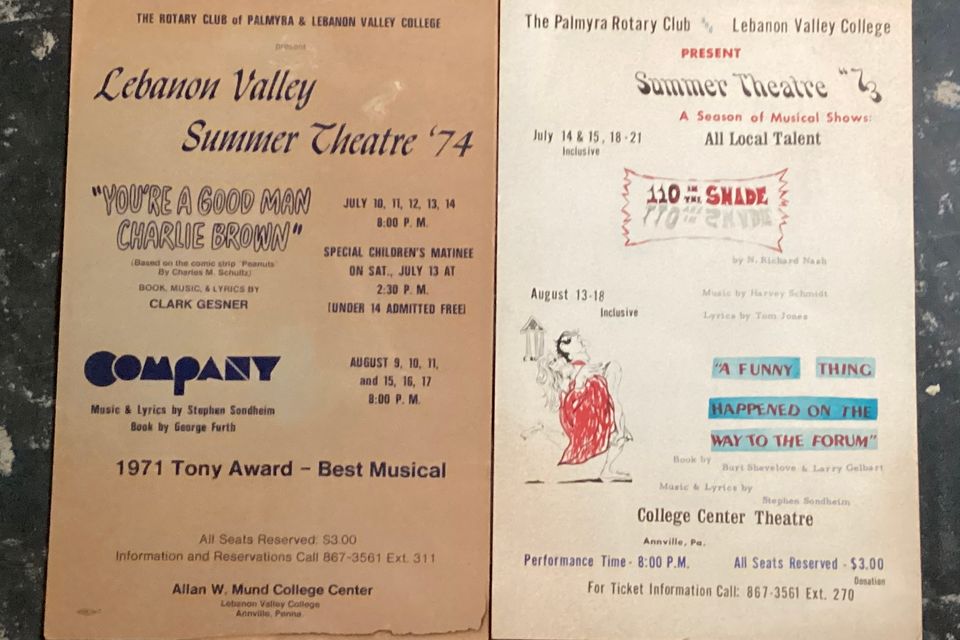 THE ROTARY CLUB of PALMYRA & LEBANON VALLEY COLLEGE
present
Lebanon Valley
Summer Theatre '74
"YOU'RE A GOOD MAN
CHARLIE BROWN"
(Based on the comic strip "Peanuts"
By Charles M. Schultz)
BOOK, MUSIC, & LYRICS BY
CLARK GESNER
JULY 10, 11, 12, 13, 14
8:00 P. M.
SPECIAL CHILDREN'S MATINEE
ON SAT., JULY 13 AT
2:30 P. M.
(UNDER 14 ADMITTED FREE)
COMPANY
Music & Lyrics by Stephen Sondheim
Book by George Furth
AUGUST 9, 10, 11,
and 15, 16, 17
8:00 P. M.
1971 Tony Award – Best Musical
All Seats Reserved: $3.00
Information and Reservations Call 867-3561 Ext. 311
Allan W. Mund College Center
Lebanon Valley College
Annville, Penna.
The Palmyra Rotary Club Lebanon Valley College
PRESENT
Summer Theatre "73
A Season of Musical Shows:
July 14 & 15, 18-21
Inclusive
All Local Talent
110 IN THE SHADE
110 IN THE SHADE
by N. Richard Nash
Music by Harvey Schmidt
Lyrics by Tom Jones
August 13-18
Inclusive
"A FUNNY THING
HAPPENED ON THE
WAY TO THE FORUM"
Book by
Burt Shevelove & Larry Gelbart
Music & Lyrics by
Stephen Sondheim
College Center Theatre
Annville, Pa.
Performance Time - 8:00 P.M. All Seats Reserved - $3.00
Donation
For Ticket Information Call: 867-3561 Ext. 270